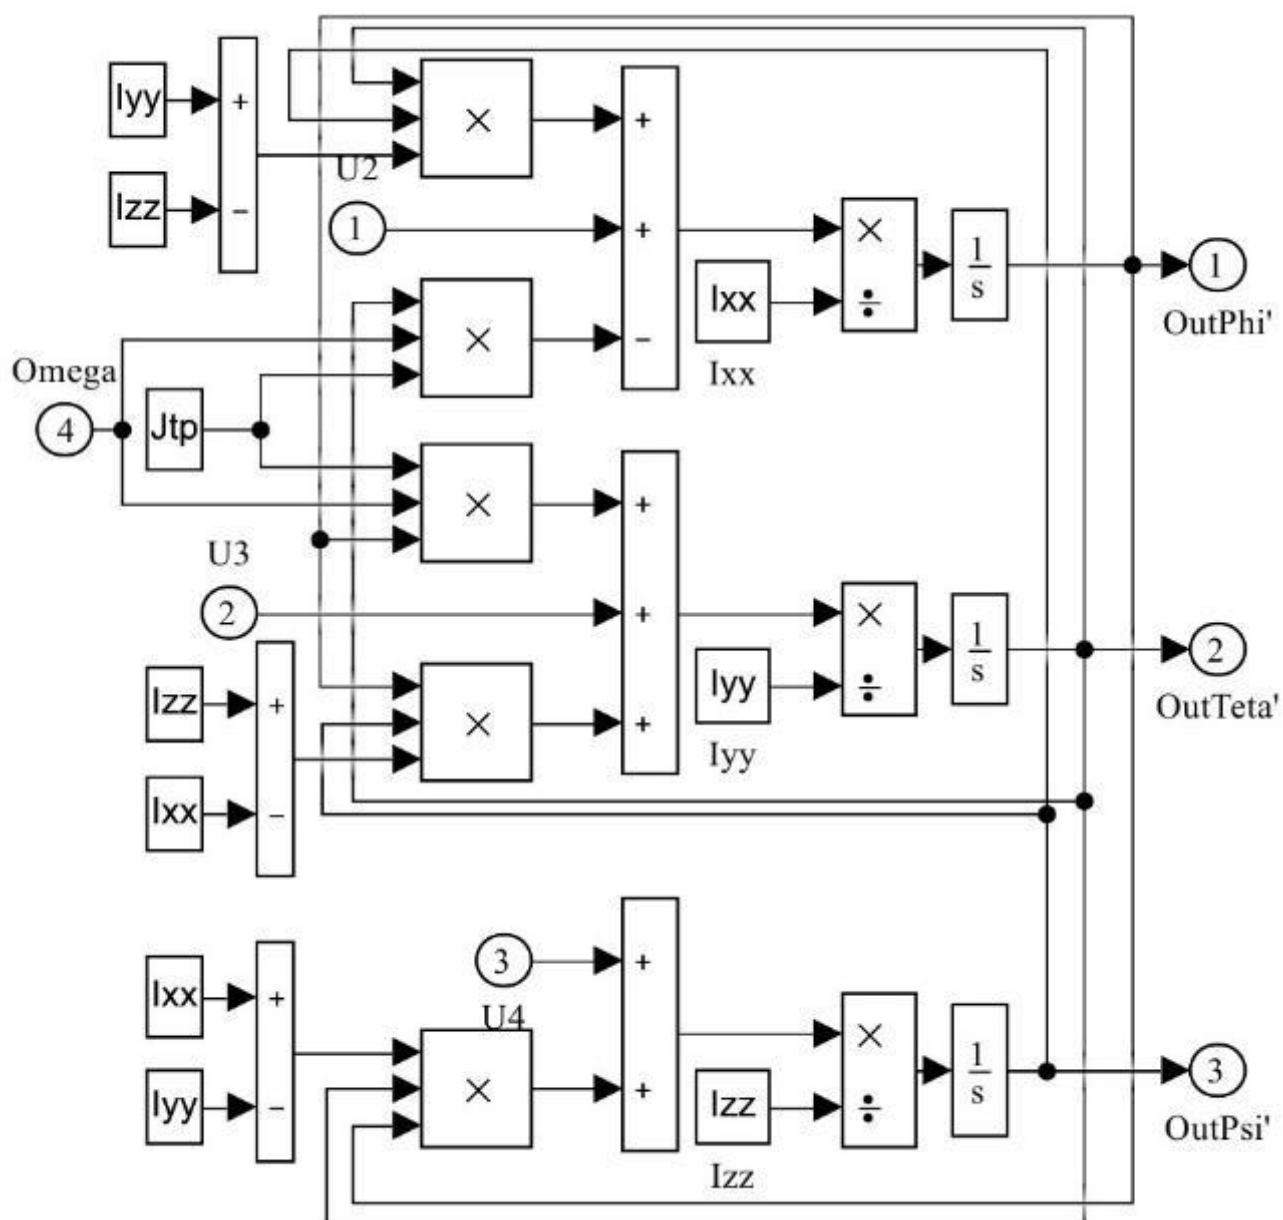 Iyy
+
×
+
U2
Izz
−
1
+
×
1
s
1
Ixx
÷
OutPhi'
×
−
Ixx
Omega
4
Jtp
×
+
U3
2
+
×
1
s
2
Izz
+
Iyy
÷
OutTeta'
×
+
Iyy
Ixx
−
3
+
Ixx
+
U4
×
1
s
3
Iyy
−
×
+
Izz
÷
OutPsi'
Izz